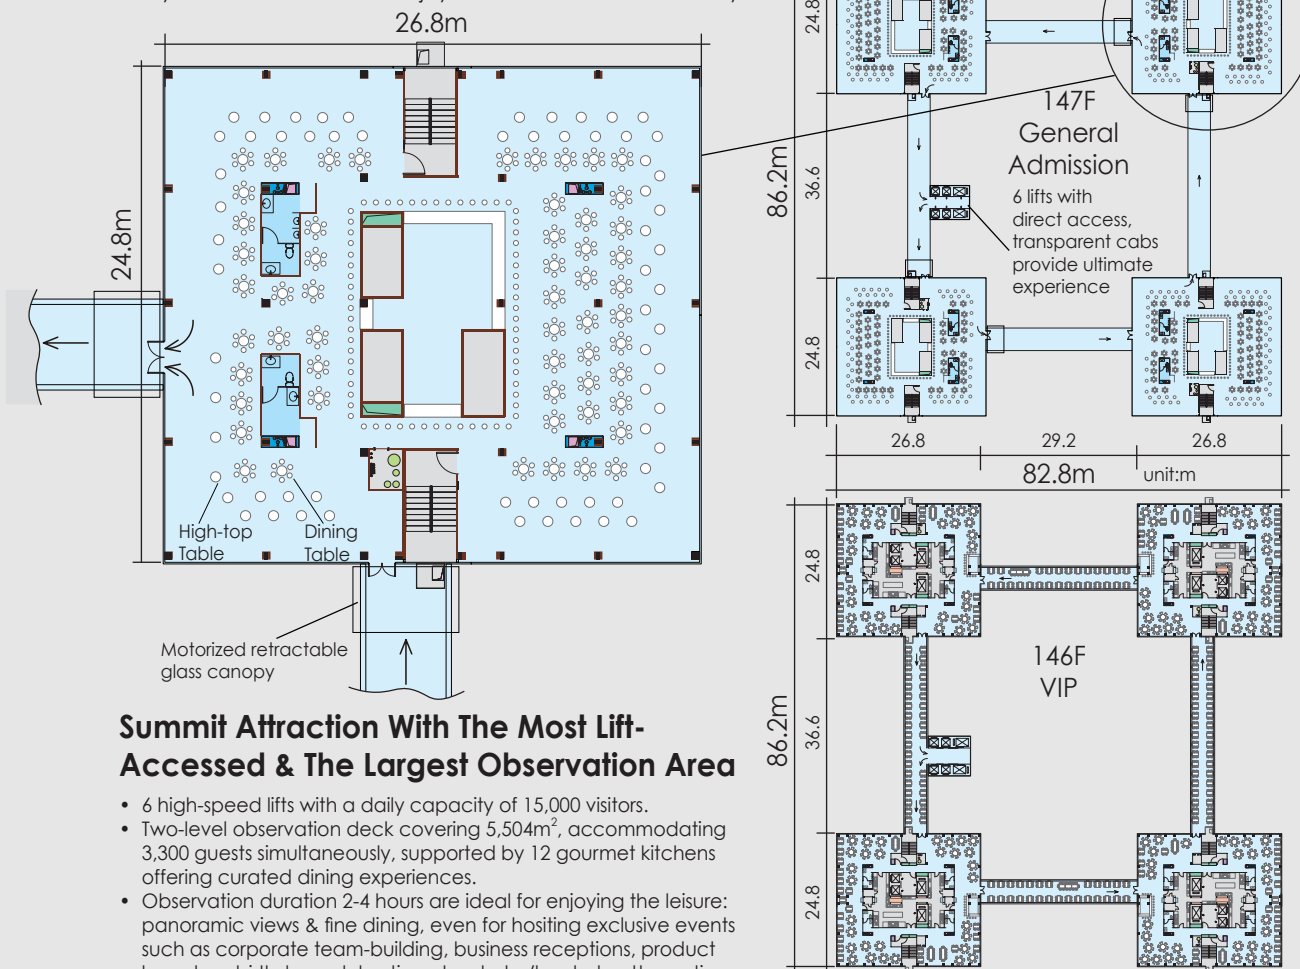 26.8m
24.8m
High-top
Table
Dining
Table
Motorized retractable
glass canopy
Summit Attraction With The Most Lift-
Accessed & The Largest Observation Area
• 6 high-speed lifts with a daily capacity of 15,000 visitors.
• Two-level observation deck covering 5,504m², accommodating
3,300 guests simultaneously, supported by 12 gourmet kitchens
offering curated dining experiences.
• Observation duration 2-4 hours are ideal for enjoying the leisure:
panoramic views & fine dining, even for hositing exclusive events
such as corporate team-building, business receptions, product
24.8
86.2m
36.6
24.8
147F
General
Admission
6 lifts with
direct access,
transparent cabs
provide ultimate
experience
26.8
29.2
26.8
82.8m
unit:m
24.8
86.2m
36.6
24.8
146F
VIP